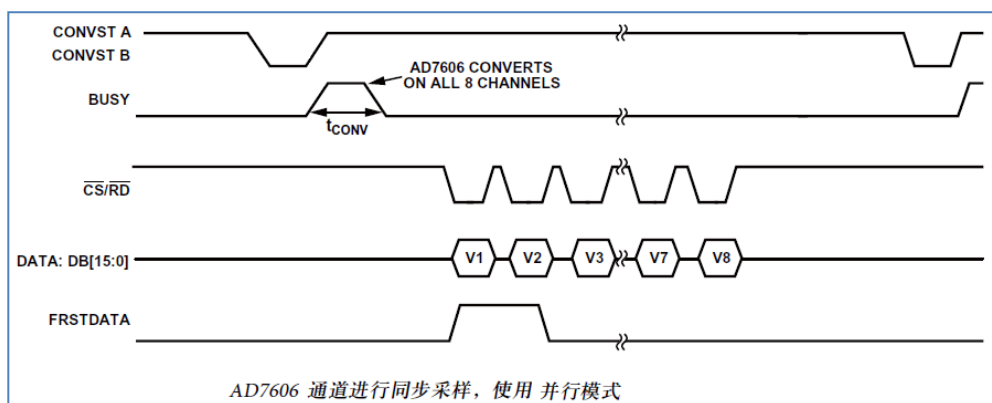 CONVST A
CONVST B
AD7606 CONVERTS
ON ALL 8 CHANNELS
BUSY
tCONV
CS/RD
DATA: DB[15:0]
V1 V2 V3 V7 V8
FRSTDATA
AD7606 通道进行同步采样，使用 并行模式